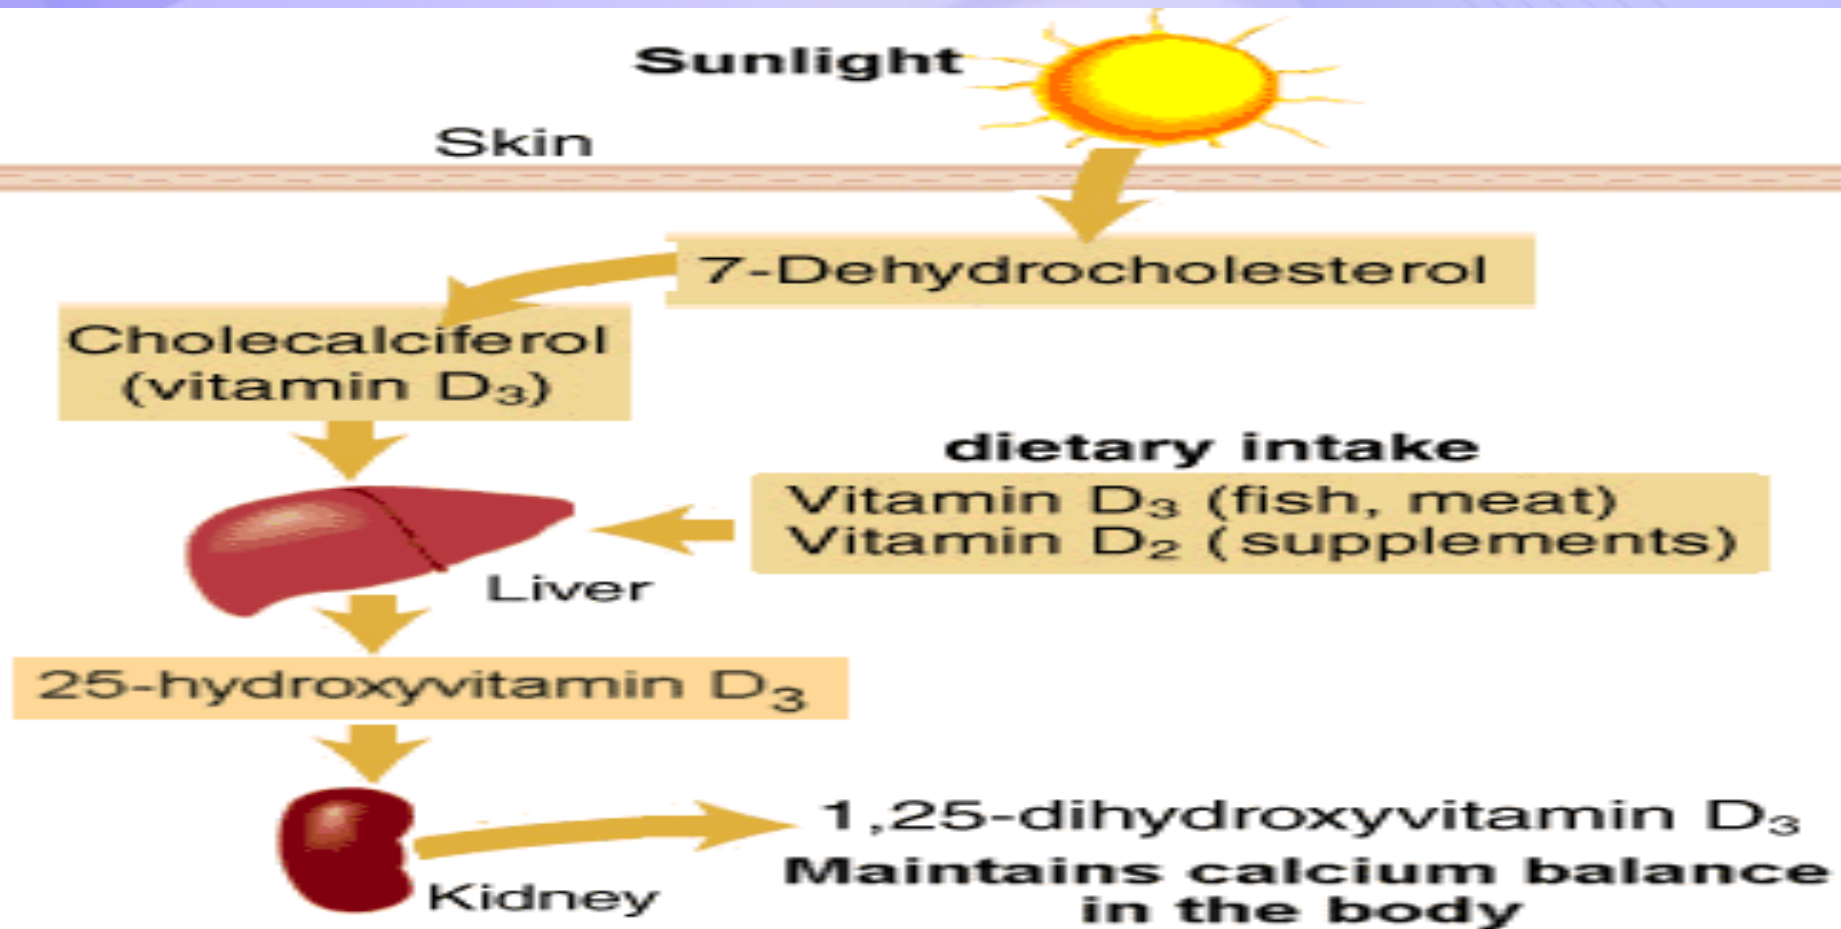 Sunlight
Skin
7-Dehydrocholesterol
Cholecalciferol
(vitamin D₃)
dietary intake
Vitamin D₃ (fish, meat)
Vitamin D₂ (supplements)
Liver
25-hydroxyvitamin D₃
1,25-dihydroxyvitamin D₃
Maintains calcium balance
in the body
Kidney